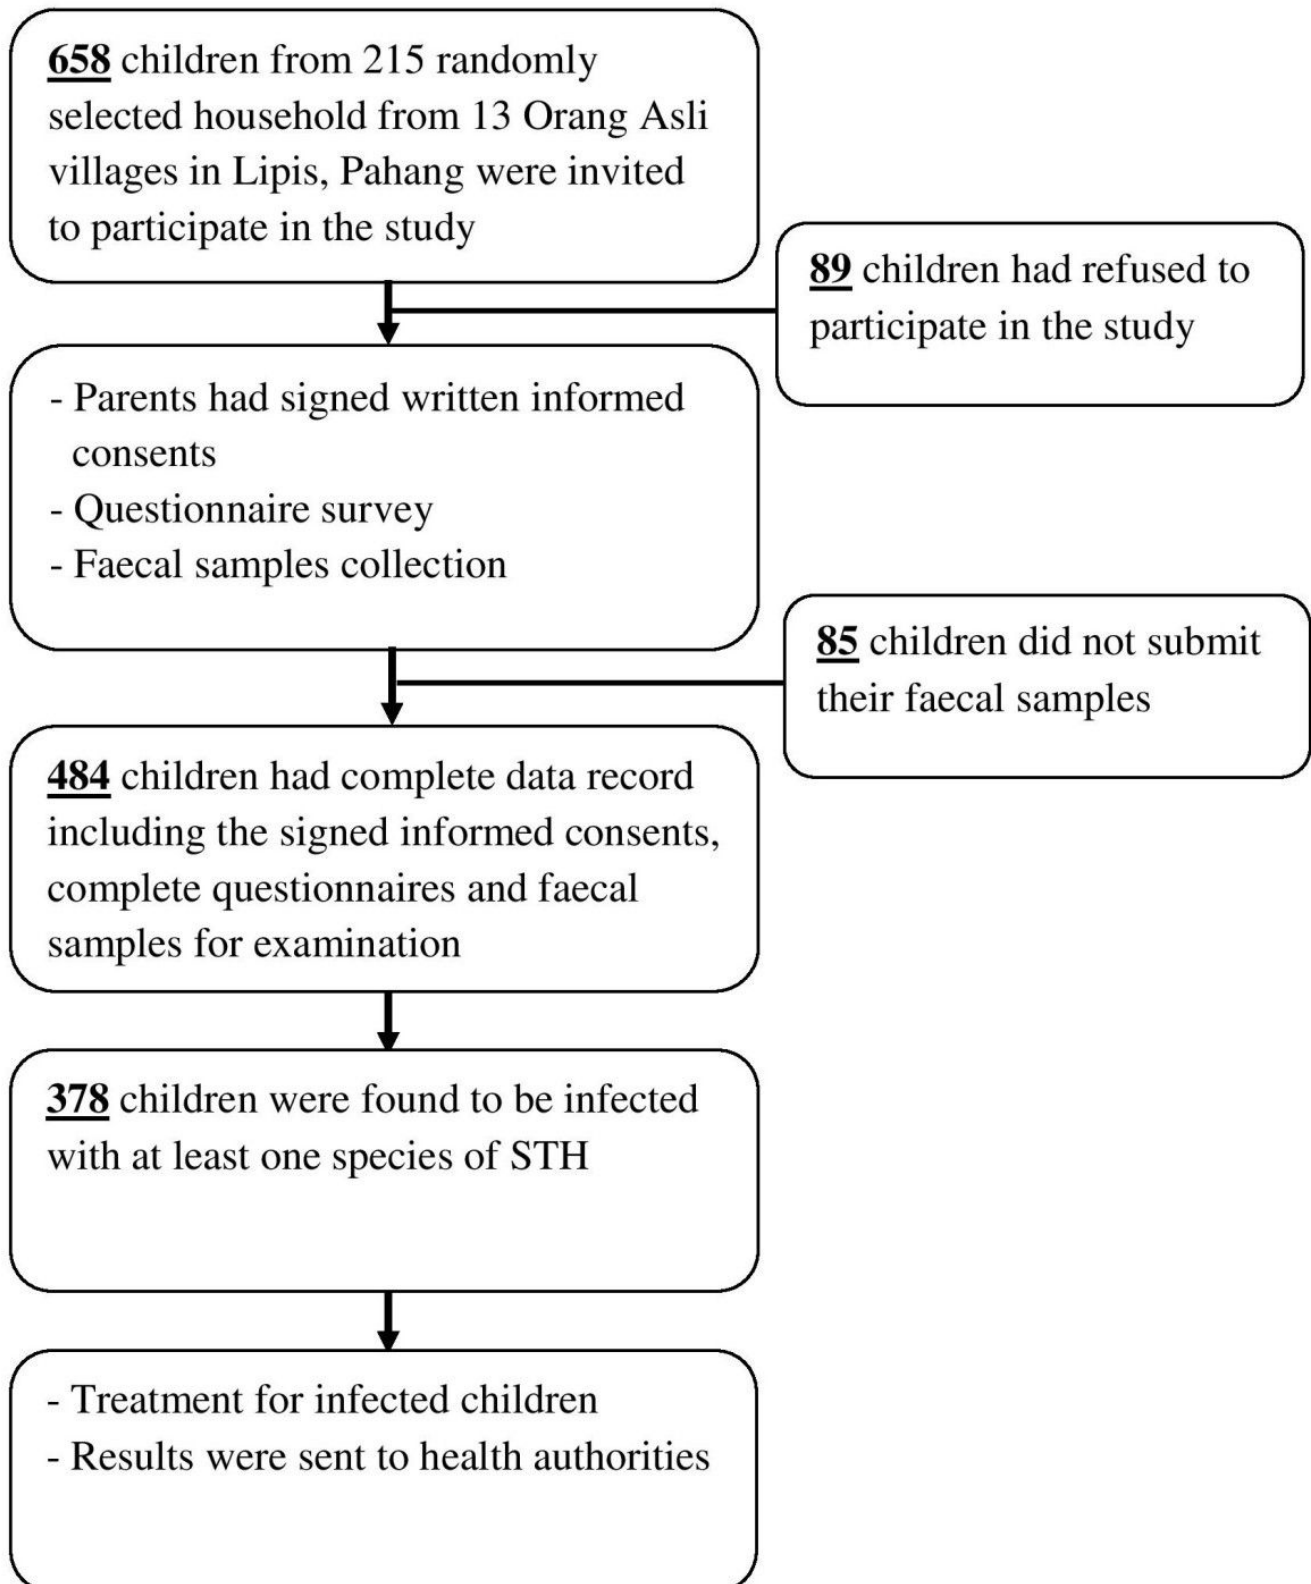 658 children from 215 randomly
selected household from 13 Orang Asli
villages in Lipis, Pahang were invited
to participate in the study
89 children had refused to
participate in the study
- Parents had signed written informed
consents
- Questionnaire survey
- Faecal samples collection
85 children did not submit
their faecal samples
484 children had complete data record
including the signed informed consents,
complete questionnaires and faecal
samples for examination
378 children were found to be infected
with at least one species of STH
- Treatment for infected children
- Results were sent to health authorities